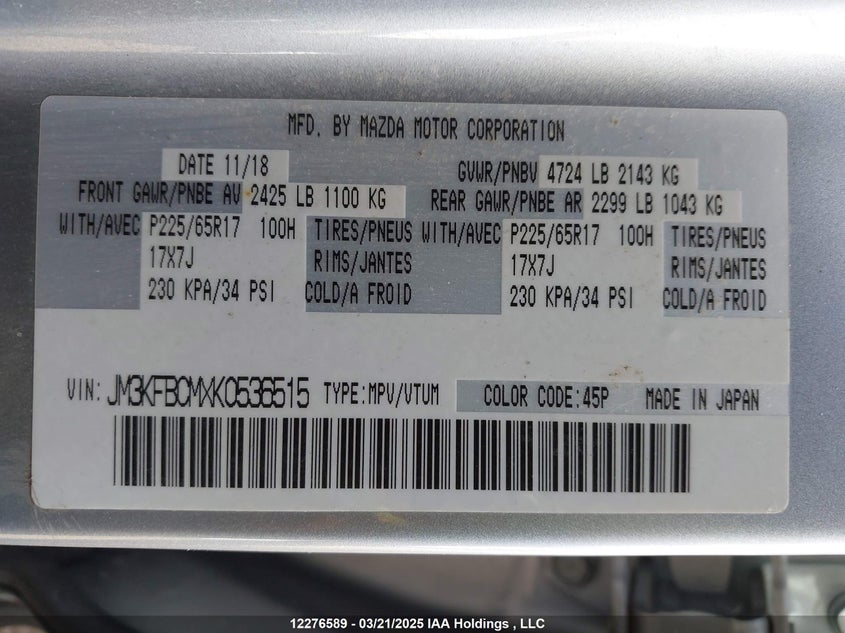 MFD. BY MAZDA MOTOR CORPORATION
DATE 11/18 GVWR/PNBV 4724 LB 2143 KG
FRONT GAWR/PNBE AV 2425 LB 1100 KG REAR GAWR/PNBE AR 2299 LB 1043 KG
WITH/AVEC P225/65R17 100H TIRES/PNEUS WITH/AVEC P225/65R17 100H TIRES/PNEUS
17X7J RIMS/JANTES 17X7J RIMS/JANTES
230 KPA/34 PSI COLD/A FROID 230 KPA/34 PSI COLD/A FROID
VIN: JM3KFBCMXK0536515 TYPE:MPV/VTUM COLOR CODE:45P MADE IN JAPAN
12276589 - 03/21/2025 IAA Holdings , LLC